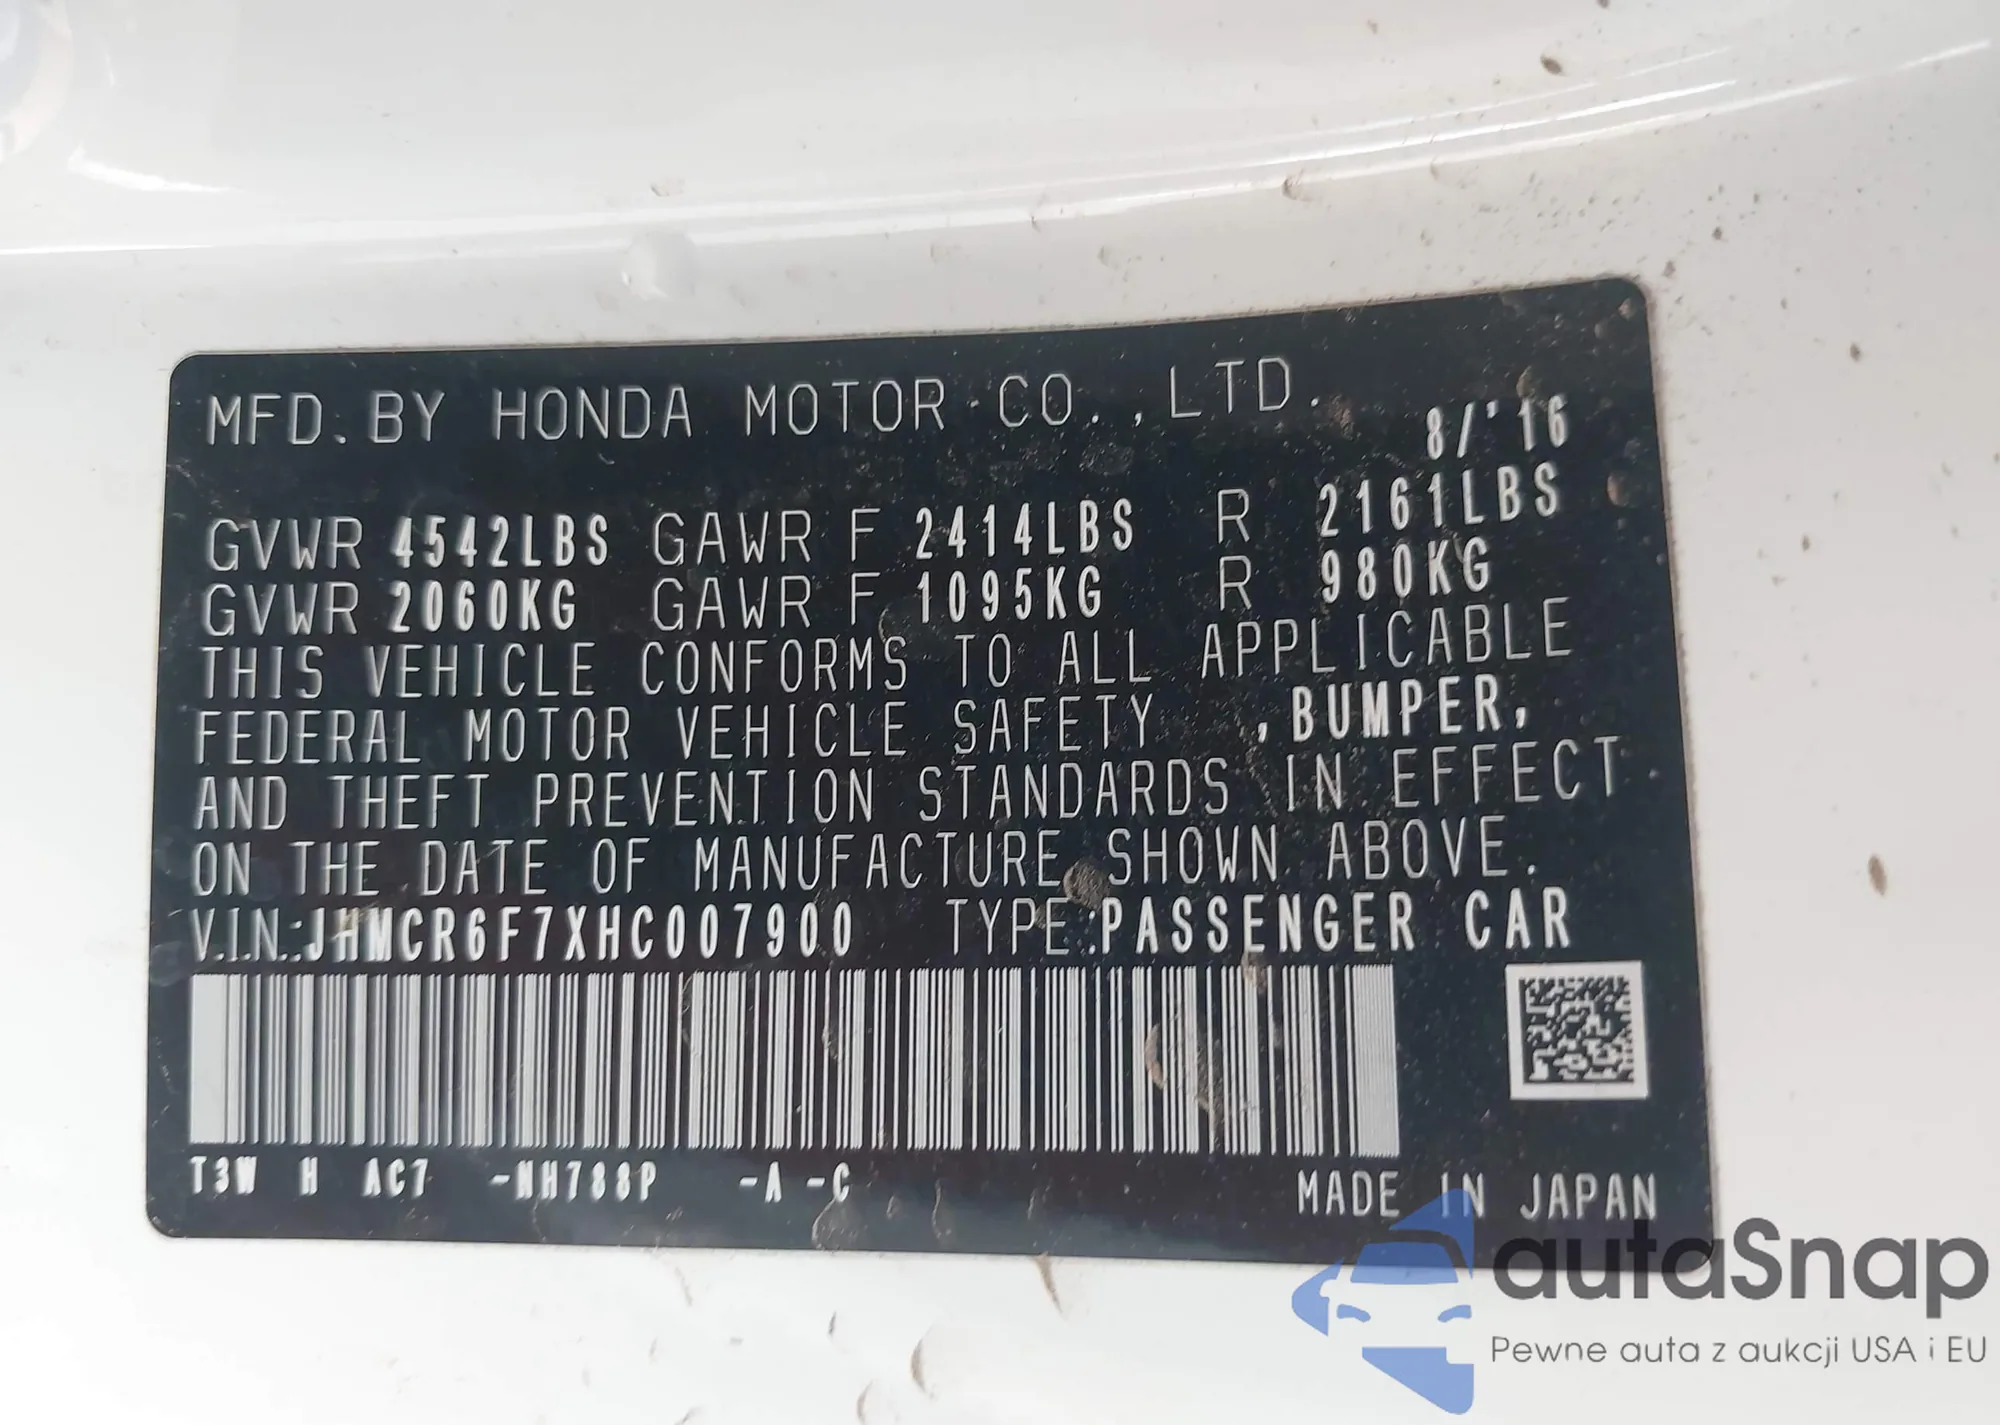 MFD. BY HONDA MOTOR CO., LTD.
8/'16
GVWR 4542LBS GAWR F 2414LBS R 2161LBS
GVWR 2060KG GAWR F 1095KG R 980KG
THIS VEHICLE CONFORMS TO ALL APPLICABLE
FEDERAL MOTOR VEHICLE SAFETY , BUMPER,
AND THEFT PREVENTION STANDARDS IN EFFECT
ON THE DATE OF MANUFACTURE SHOWN ABOVE.
V.I.N.:JHMCR6F7XHC007900 TYPE:PASSENGER CAR
T3W H AC7 -NH788P -A -C
MADE IN JAPAN
autaSnap
Pewne auta z aukcji USA i EU